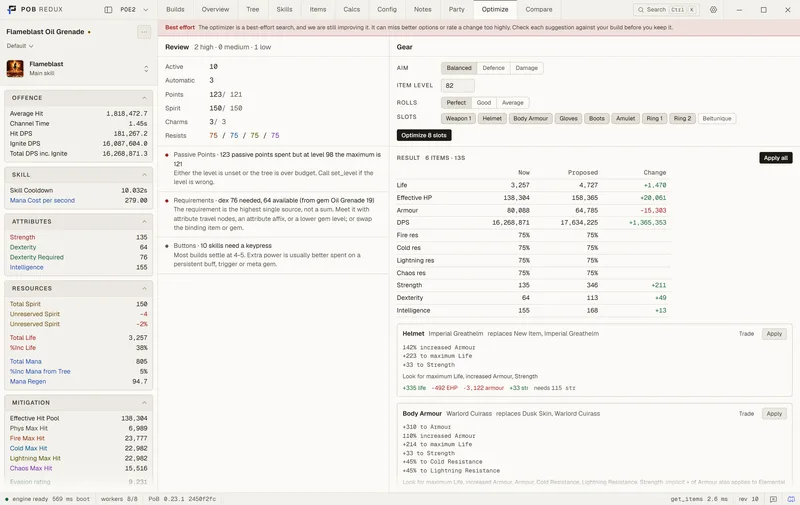 POB REDUX
PDE2
Builds
Overview
Tree
Skills
Items
Calcs
Config
Notes
Party
Optimize
Compare
Search Ctrl K
Best effort The optimizer is a best-effort search, and we are still improving it. It can miss better options or rate a change too highly. Check each suggestion against your build before you keep it.
Flameblast Oil Grenade
Default
Flameblast
Main skill
OFFENCE
Average Hit 1,818,472.7
Channel Time 1.45s
Hit DPS 181,267.2
Ignite DPS 16,087,604.0
Total DPS inc. Ignite 16,268,871.3
SKILL
Skill Cooldown 10.032s
Mana Cost per second 279.00
ATTRIBUTES
Strength 135
Dexterity 64
Dexterity Required 76
Intelligence 155
RESOURCES
Total Spirit 150
Unreserved Spirit -4
Unreserved Spirit -2%
Total Life 3,257
%Inc Life 38%
Total Mana 805
%Inc Mana from Tree 5%
Mana Regen 94.7
MITIGATION
Effective Hit Pool 138,304
Phys Max Hit 6,989
Fire Max Hit 23,777
Cold Max Hit 22,982
Lightning Max Hit 22,982
Chaos Max Hit 15,516
Evasion rating 9,231
Review 2 high · 0 medium · 1 low
Active 10
Automatic 3
Points 123/ 121
Spirit 150/ 150
Charms 3/ 3
Resists 75 / 75 / 75 / 75
Passive Points · 123 passive points spent but at level 98 the maximum is
121
Either the level is unset or the tree is over budget. Call set_level if the
level is wrong.
Requirements · dex 76 needed, 64 available (from gem Oil Grenade 19)
The requirement is the highest single source, not a sum. Meet it with
attribute travel nodes, an attribute affix, or a lower gem level; or swap
the binding item or gem.
Buttons · 10 skills need a keypress
Most builds settle at 4-5. Extra power is usually better spent on a
persistent buff, trigger or meta gem.
Gear
AIM Balanced Defence Damage
ITEM LEVEL 82
ROLLS Perfect Good Average
SLOTS Weapon 1 Helmet Body Armour Gloves Boots Amulet Ring 1 Ring 2 Beltunique
Optimize 8 slots
RESULT 6 ITEMS · 13S
Apply all
Now Proposed Change
Life 3,257 4,727 +1,470
Effective HP 138,304 158,365 +20,061
Armour 80,088 64,785 -15,303
DPS 16,268,871 17,634,225 +1,365,353
Fire res 75% 75%
Cold res 75% 75%
Lightning res 75% 75%
Chaos res 75% 75%
Strength 135 346 +211
Dexterity 64 113 +49
Intelligence 155 168 +13
Helmet Imperial Greathelm replaces New Item, Imperial Greathelm Trade Apply
142% increased Armour
+223 to maximum Life
+33 to Strength
Look for maximum Life, increased Armour, Strength
+335 life -492 EHP -3,122 armour +33 str needs 115 str
Body Armour Warlord Cuirass replaces Dusk Skin, Warlord Cuirass Trade Apply
+310 to Armour
110% increased Armour
+214 to maximum Life
+33 to Strength
+45% to Cold Resistance
+45% to Lightning Resistance
Look for maximum Life, increased Armour, Armour, Cold Resistance, Lightning Resistance, Strength
engine ready 569 ms boot workers 8/8 PoB 0.23.1 2450f2fc
get_items 2.6 ms rev 10